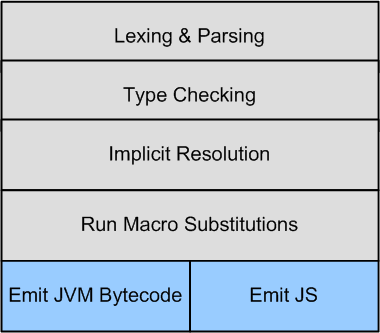 Lexing & Parsing
Type Checking
Implicit Resolution
Run Macro Substitutions
Emit JVM Bytecode
Emit JS